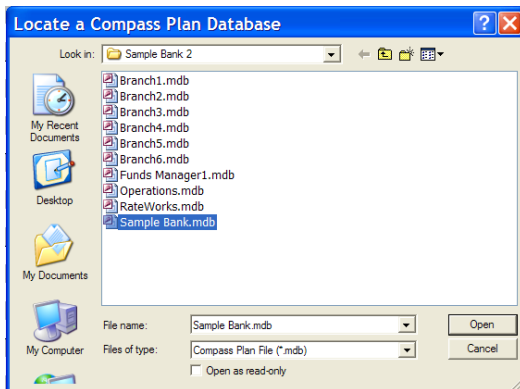 Locate a Compass Plan Database
Look in: Sample Bank 2
My Recent
Documents
Desktop
My Documents
My Computer
Branch1.mdb
Branch2.mdb
Branch3.mdb
Branch4.mdb
Branch5.mdb
Branch6.mdb
Funds Manager1.mdb
Operations.mdb
RateWorks.mdb
Sample Bank.mdb
File name: Sample Bank.mdb Open
Files of type: Compass Plan File (*.mdb) Cancel
Open as read-only